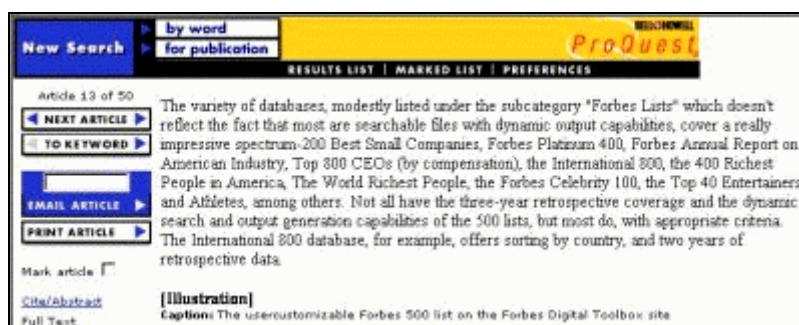 by word
New Search
for publication
BELL & HOWELL
ProQuest
RESULTS LIST | MARKED LIST | PREFERENCES
Article 13 of 50
NEXT ARTICLE
TO KEYWORD
EMAIL ARTICLE
PRINT ARTICLE
Mark article
Cite/Abstract
Full Text
The variety of databases, modestly listed under the subcategory "Forbes Lists" which doesn't
reflect the fact that most are searchable files with dynamic output capabilities, cover a really
impressive spectrum-200 Best Small Companies, Forbes Platinum 400, Forbes Annual Report on
American Industry, Top 800 CEOs (by compensation), the International 800, the 400 Richest
People in America, The World Richest People, the Forbes Celebrity 100, the Top 40 Entertainers
and Athletes, among others. Not all have the three-year retrospective coverage and the dynamic
search and output generation capabilities of the 500 lists, but most do, with appropriate criteria.
The International 800 database, for example, offers sorting by country, and two years of
retrospective data.
[Illustration]
Caption: The usercustomizable Forbes 500 list on the Forbes Digital Toolbox site